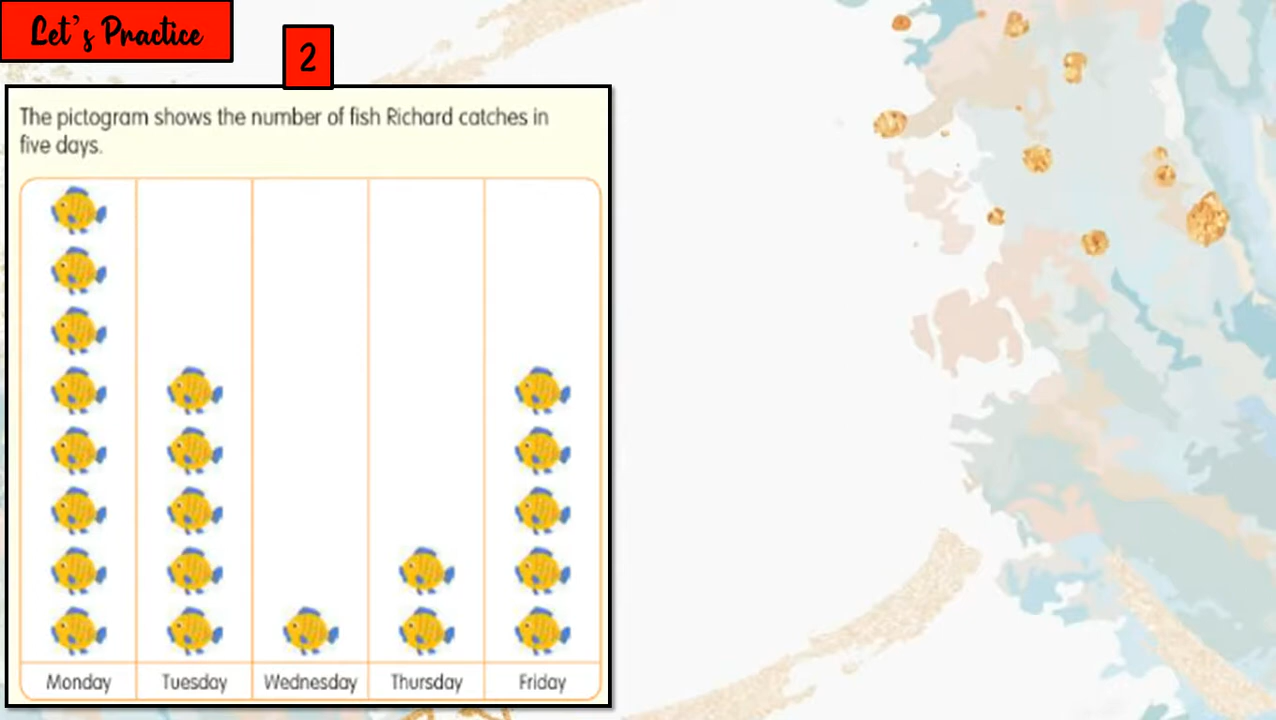 Let's Practice
2
The pictogram shows the number of fish Richard catches in
five days.
Monday Tuesday Wednesday Thursday Friday